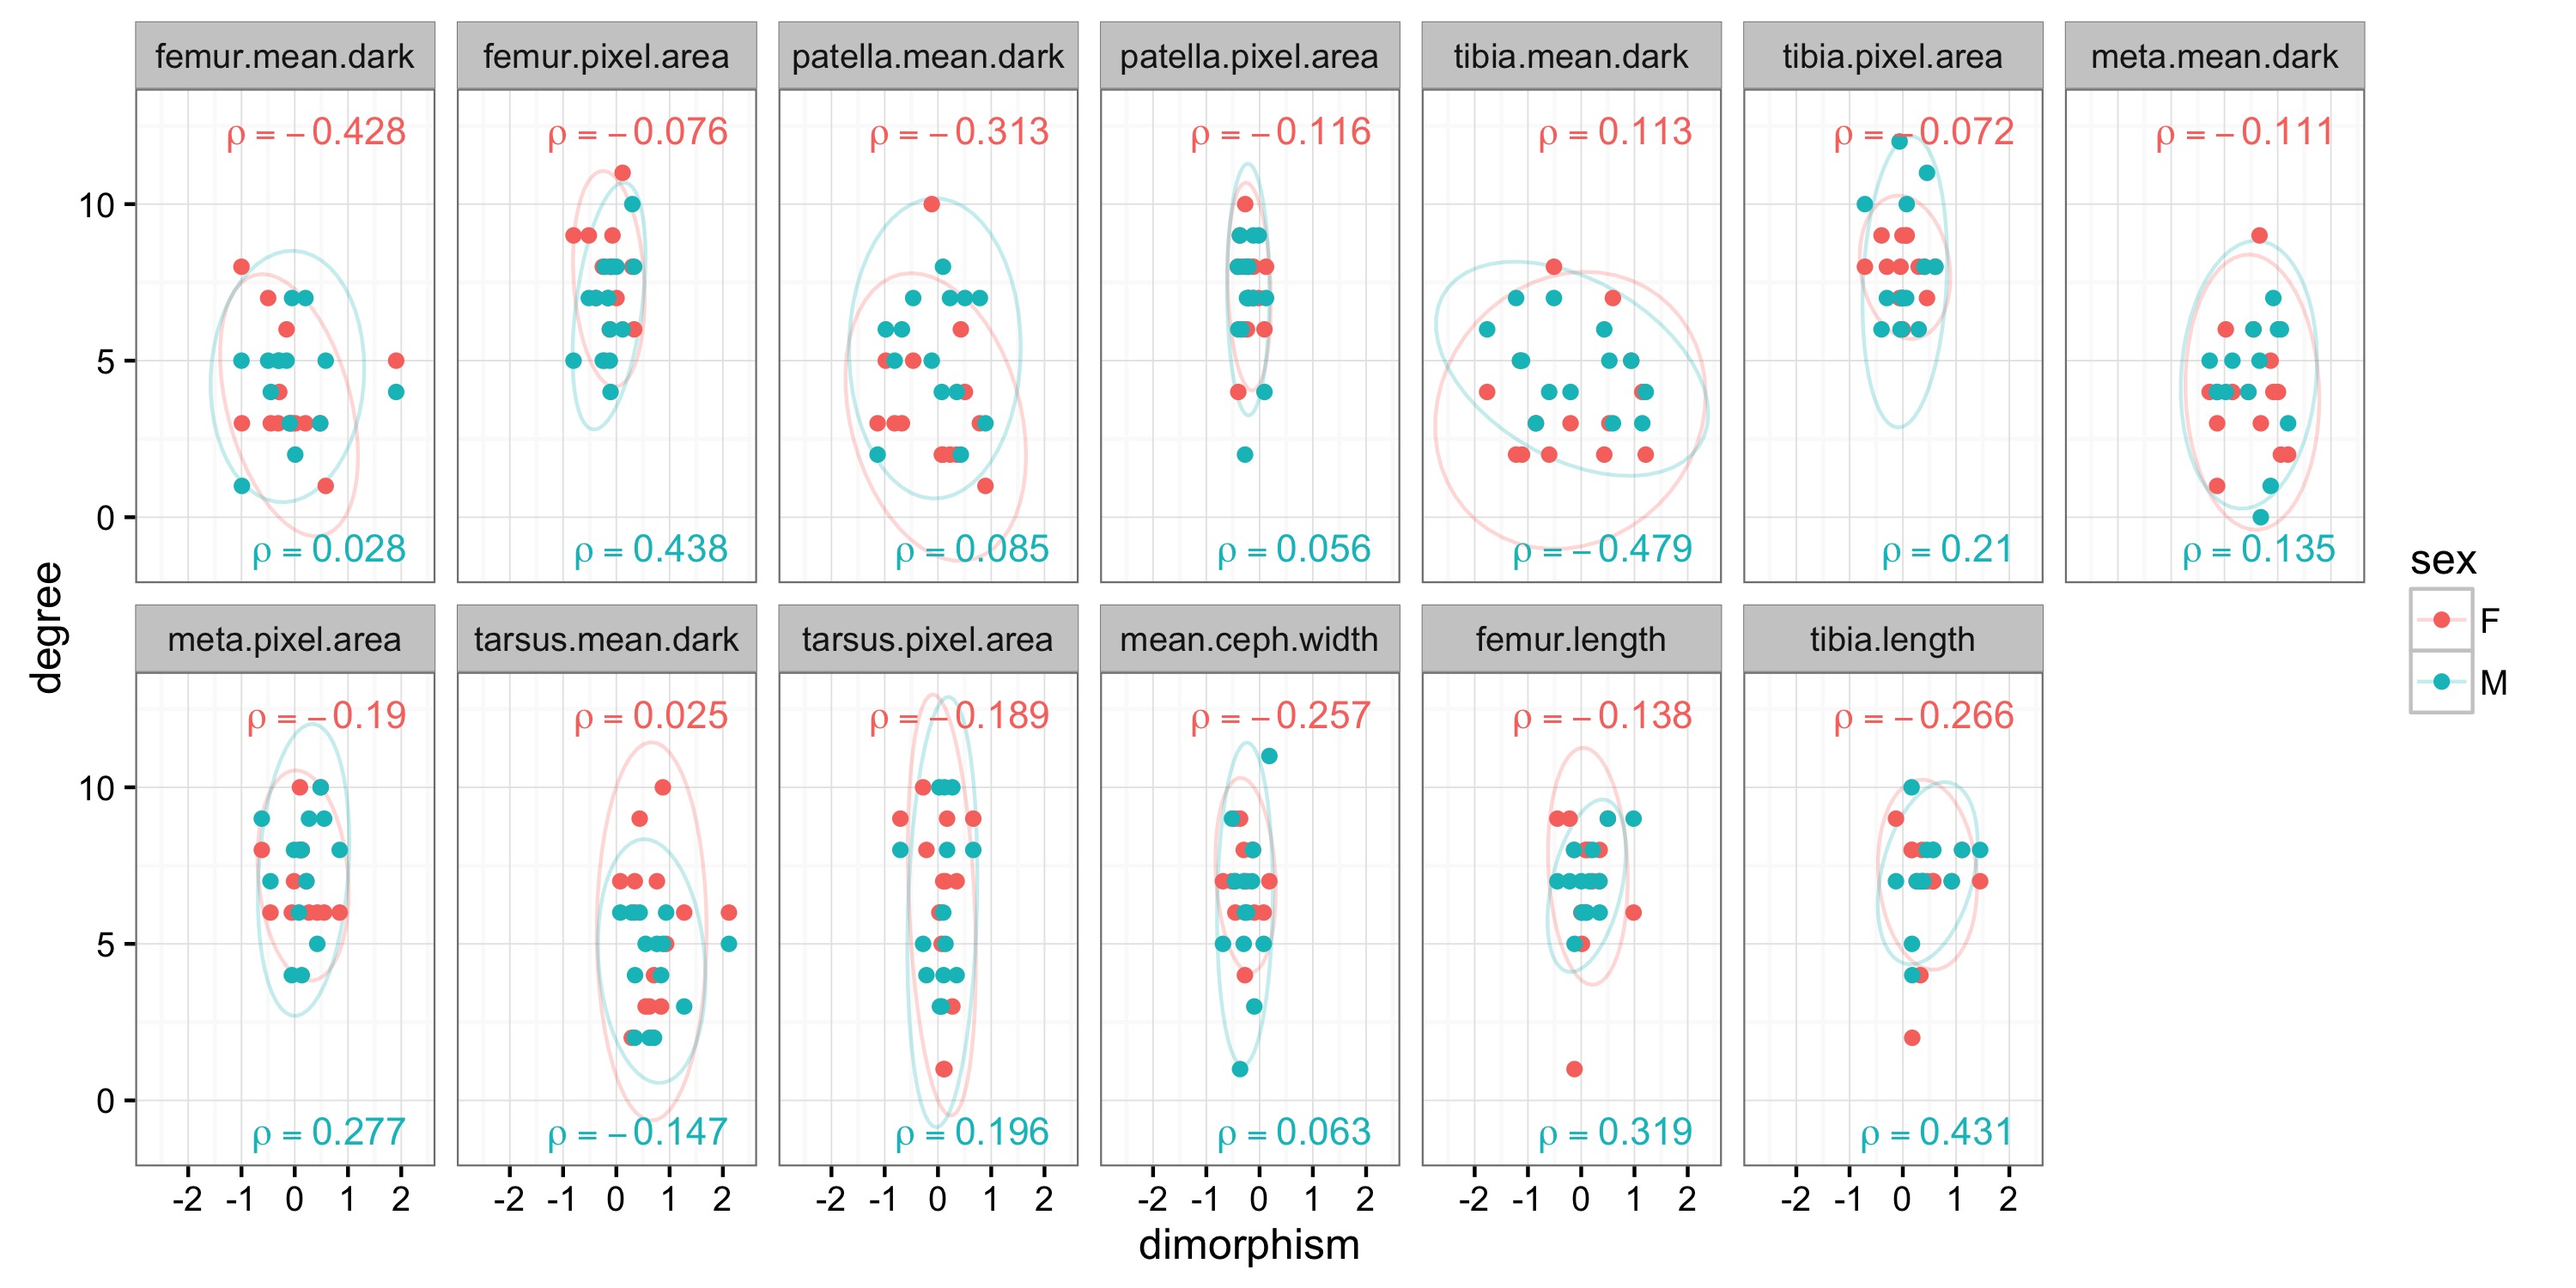 femur.mean.dark femur.pixel.area patella.mean.dark patella.pixel.area tibia.mean.dark tibia.pixel.area meta.mean.dark
ρ = −0.428 ρ = −0.076 ρ = −0.313 ρ = −0.116 ρ = 0.113 ρ = −0.072 ρ = −0.111
10
5
0
ρ = 0.028 ρ = 0.438 ρ = 0.085 ρ = 0.056 ρ = −0.479 ρ = 0.21 ρ = 0.135
degree
sex
F
M
meta.pixel.area tarsus.mean.dark tarsus.pixel.area mean.ceph.width femur.length tibia.length
ρ = −0.19 ρ = 0.025 ρ = −0.189 ρ = −0.257 ρ = −0.138 ρ = −0.266
10
5
0
ρ = 0.277 ρ = −0.147 ρ = 0.196 ρ = 0.063 ρ = 0.319 ρ = 0.431
-2 -1 0 1 2 -2 -1 0 1 2 -2 -1 0 1 2 -2 -1 0 1 2 -2 -1 0 1 2 -2 -1 0 1 2
dimorphism